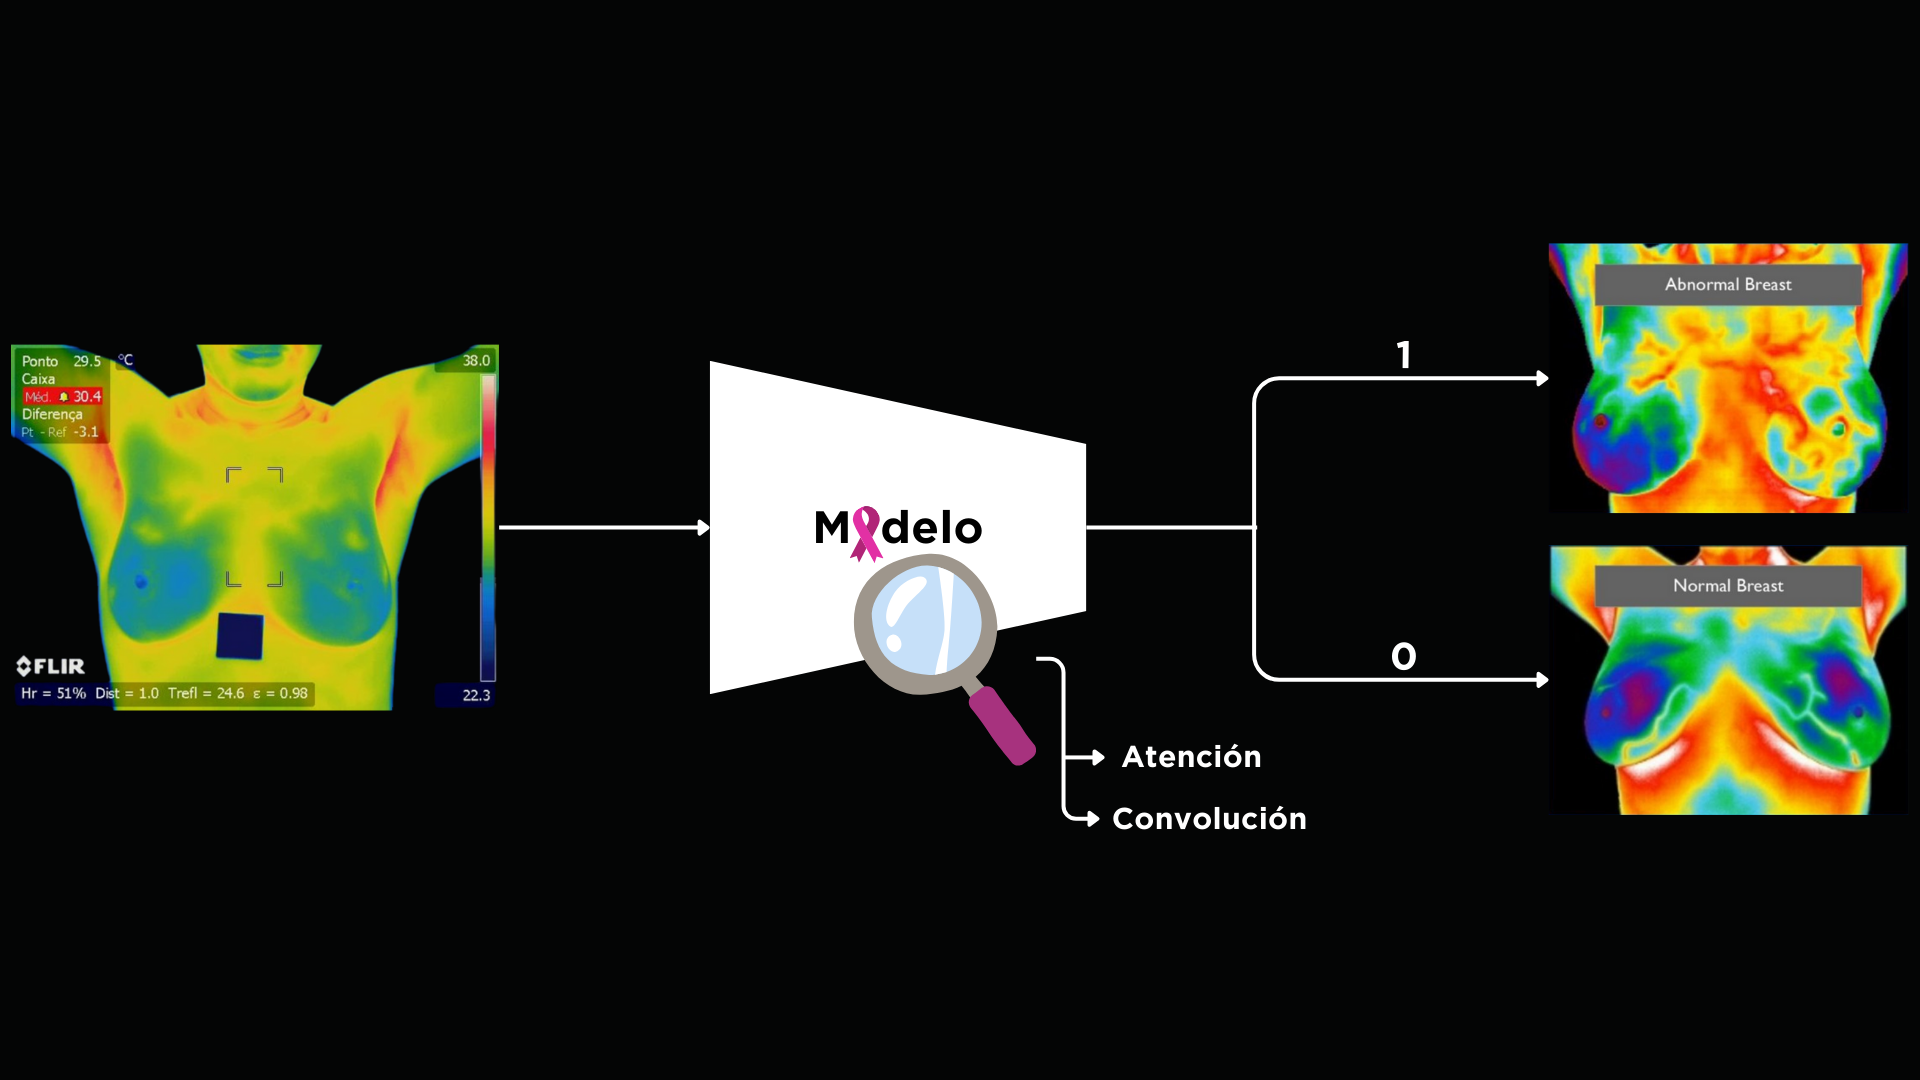 Ponto 29.5 °C
Caixa
Méd. 30.4
Diferença
Pt - Ref -3.1
38.0
FLIR
Hr = 51% Dist = 1.0 Trefl = 24.6 ε = 0.98
22.3
Modelo
Atención
Convolución
1
0
Abnormal Breast
Normal Breast